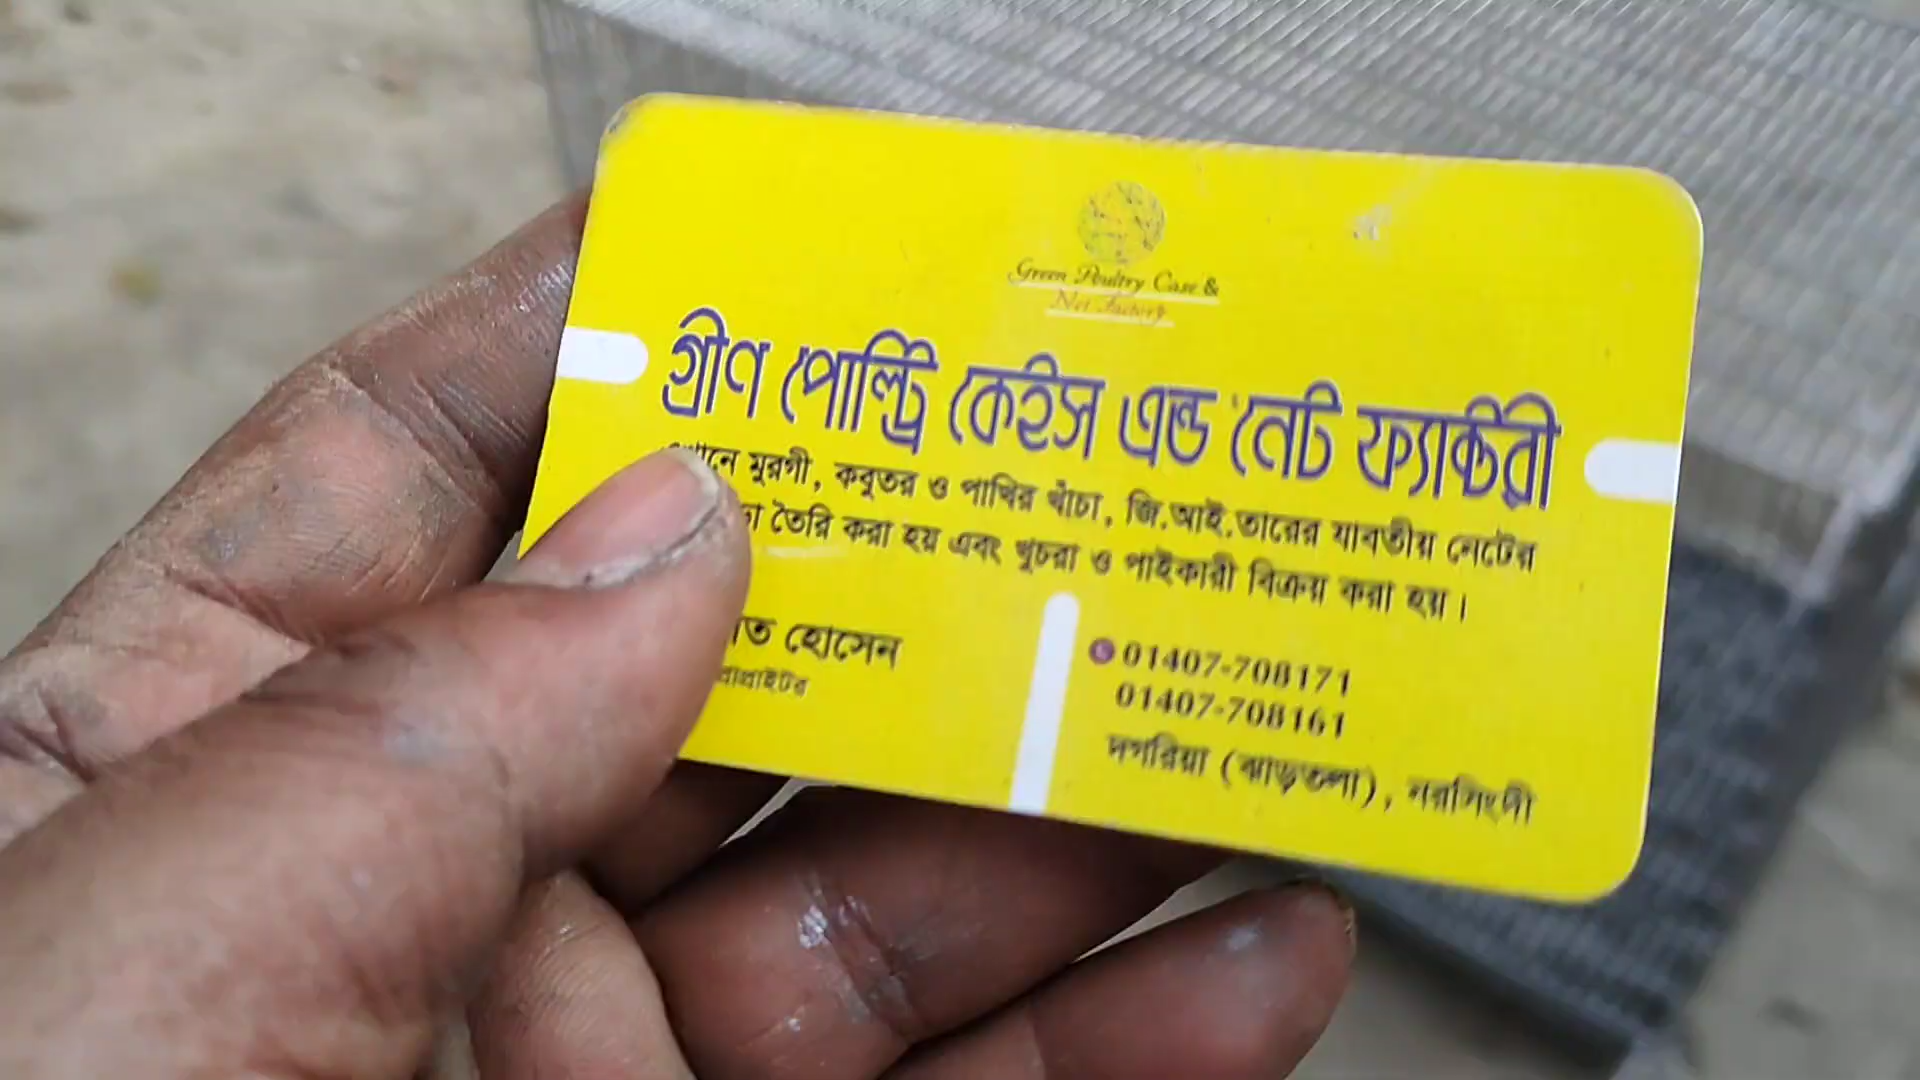 Green Poultry Case &
Net Factory
গ্রীণ পোল্ট্রি কেইস এন্ড নেট ফ্যাক্টরী
মুরগী, কবুতর ও পাখির খাঁচা, জি.আই.তারের যাবতীয় নেটের
তৈরি করা হয় এবং খুচরা ও পাইকারী বিক্রয় করা হয়।
হোসেন
01407-708171
01407-708161
দগরিয়া (ঝাড়তলা), নরসিংদী